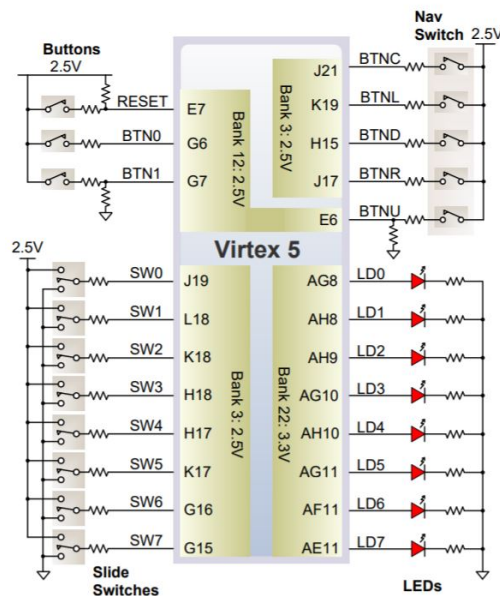 Buttons
2.5V
RESET
BTN0
BTN1
E7
G6
G7
Bank 12: 2.5V
Nav
Switch
2.5V
J21
K19
H15
J17
E6
Bank 3: 2.5V
BTNC
BTNL
BTND
BTNR
BTNU
Virtex 5
2.5V
SW0
SW1
SW2
SW3
SW4
SW5
SW6
SW7
J19
L18
K18
H18
H17
K17
G16
G15
Bank 3: 2.5V
Bank 22: 3.3V
AG8
AH8
AH9
AG10
AH10
AG11
AF11
AE11
LD0
LD1
LD2
LD3
LD4
LD5
LD6
LD7
Slide
Switches
LEDs